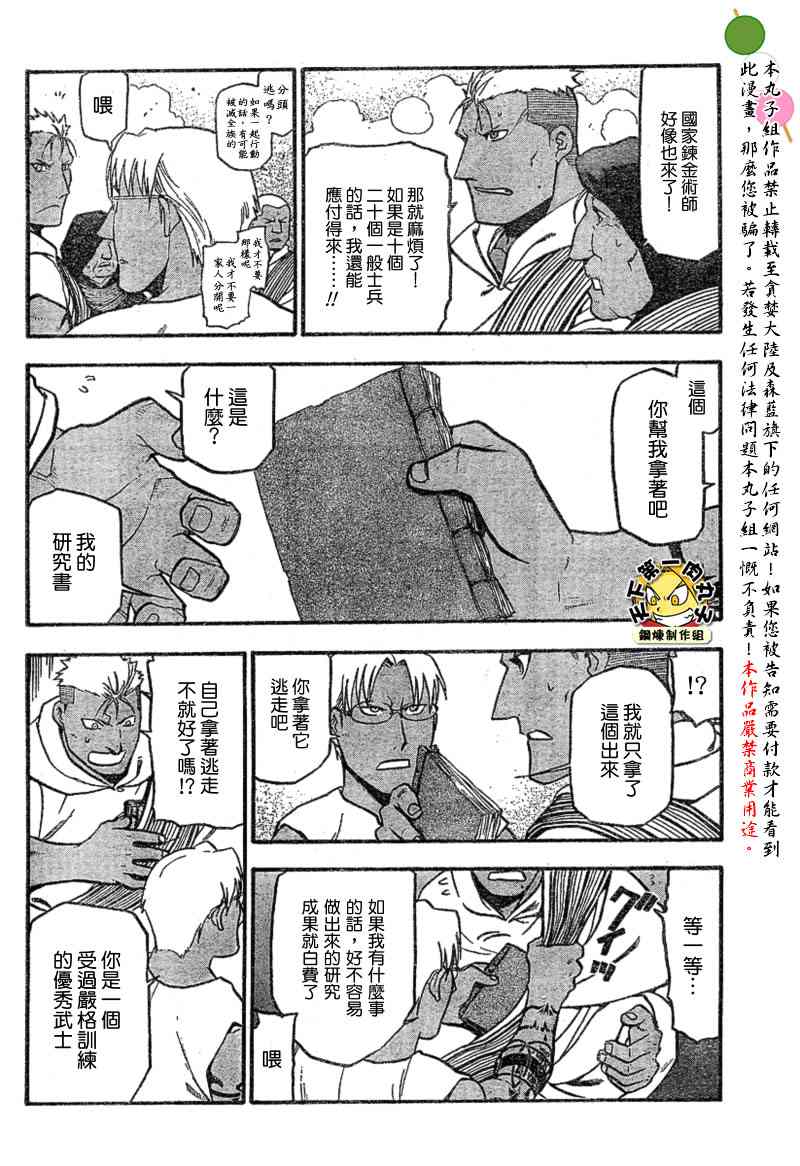 國家鍊金術師
好像也來了！
那就麻煩了！
如果是十個
二十個一般士兵
的話，我還能
應付得來……!!
分頭
逃嗎？
如果一起行動
的話，有可能
被滅全族的
喂
我才不要
那樣呢
我才不要一
家人分開呢
這個
你幫我拿著吧
這是
什麼？
我的
研究書
天下第一肉丸子
鋼煉制作組
!?
我就只拿了
這個出來
你拿著它
逃走吧
自己拿著逃走
不就好了嗎!?
等一等…
グイッ
如果我有什麼事
的話，好不容易
做出來的研究
成果就白費了
喂
你是一個
受過嚴格訓練
的優秀武士
本丸子組作品禁止轉載至貪婪大陸及森藍旗下的任何網站！如果您被告知需要付款才能看到
此漫畫，那麼您被騙了。若發生任何法律問題本丸子組一慨不負責！本作品嚴禁商業用途。